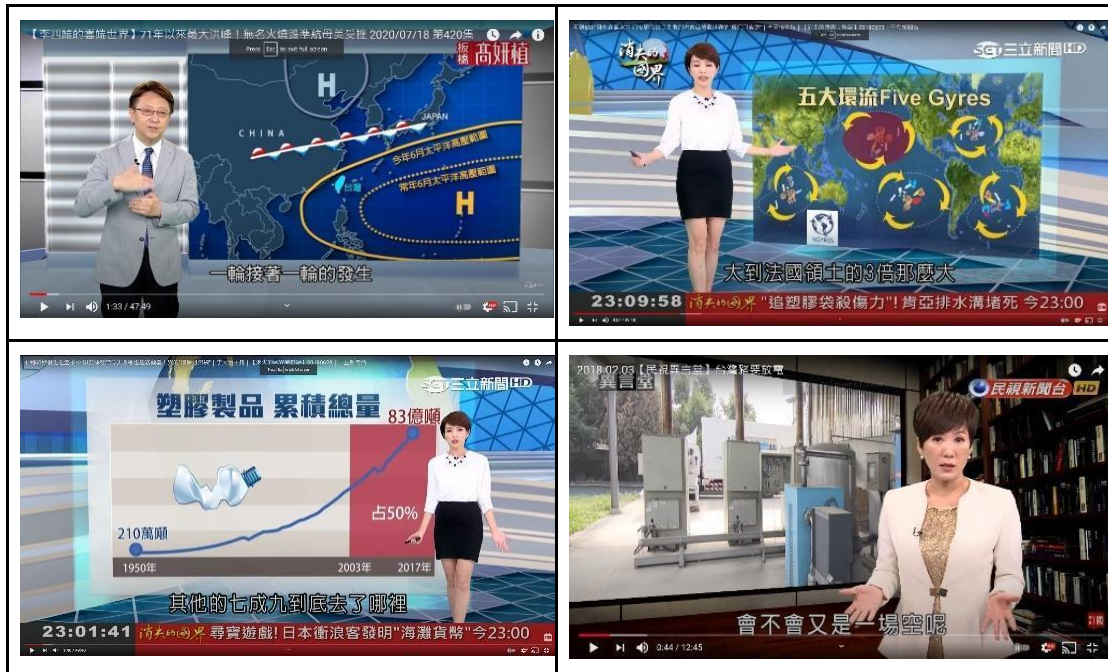 【李四端的雲端世界】71年以來最大洪峰！無名火燒跟準航母美受挫 2020/07/18 第420集
Press Esc to exit full screen
板橋 高妍植
H
CHINA
JAPAN
今年6月太平洋高壓範圍
常年6月太平洋高壓範圍
台灣
H
一輪接著一輪的發生
1:33 / 47:49
消失的國界
SET 三立新聞HD
五大環流Five Gyres
5GYRES
大到法國領土的3倍那麼大
23:09:58 消失的國界 "追塑膠袋殺傷力"!肯亞排水溝堵死 今23:00
三立新聞HD
塑膠製品 累積總量
83億噸
占50%
210萬噸
1950年
2003年
2017年
其他的七成九到底去了哪裡
23:01:41 消失的國界 尋寶遊戲!日本衝浪客發明"海灘貨幣"今23:00
2018.02.03【民視異言堂】台灣發要放電
異言堂
民視新聞台 HD
會不會又是一場空呢
0:44 / 12:45